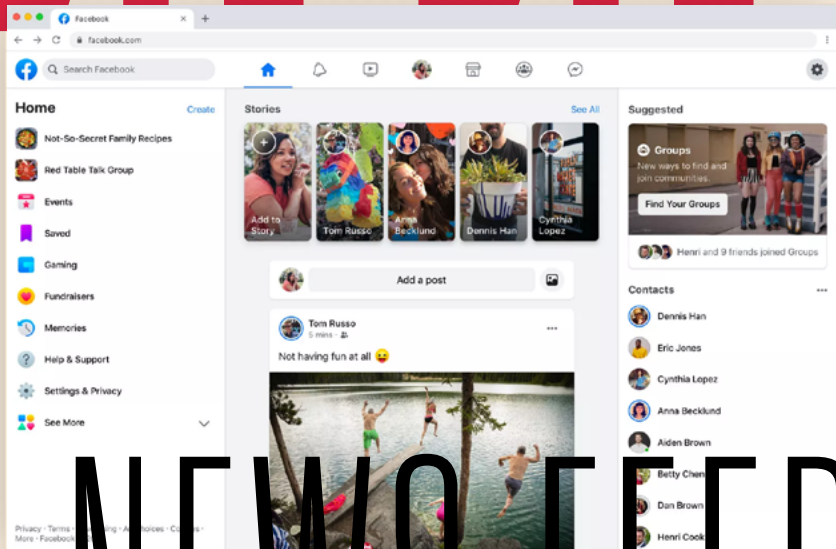 Facebook
facebook.com
Search Facebook
Home
Create
Not-So-Secret Family Recipes
Red Table Talk Group
Events
Saved
Gaming
Fundraisers
Memories
Help & Support
Settings & Privacy
See More
Privacy · Terms
More · Facebook
Stories
See All
Add to
Story
Tom Russo
Anna
Becklund
Dennis Han
Cynthia
Lopez
Add a post
Tom Russo
5 mins ·
Not having fun at all 😝
Suggested
Groups
New ways to find and
join communities.
Find Your Groups
Henri and 9 friends joined Groups
Contacts
Dennis Han
Eric Jones
Cynthia Lopez
Anna Becklund
Aiden Brown
Betty Chen
Dan Brown
Henri Cook